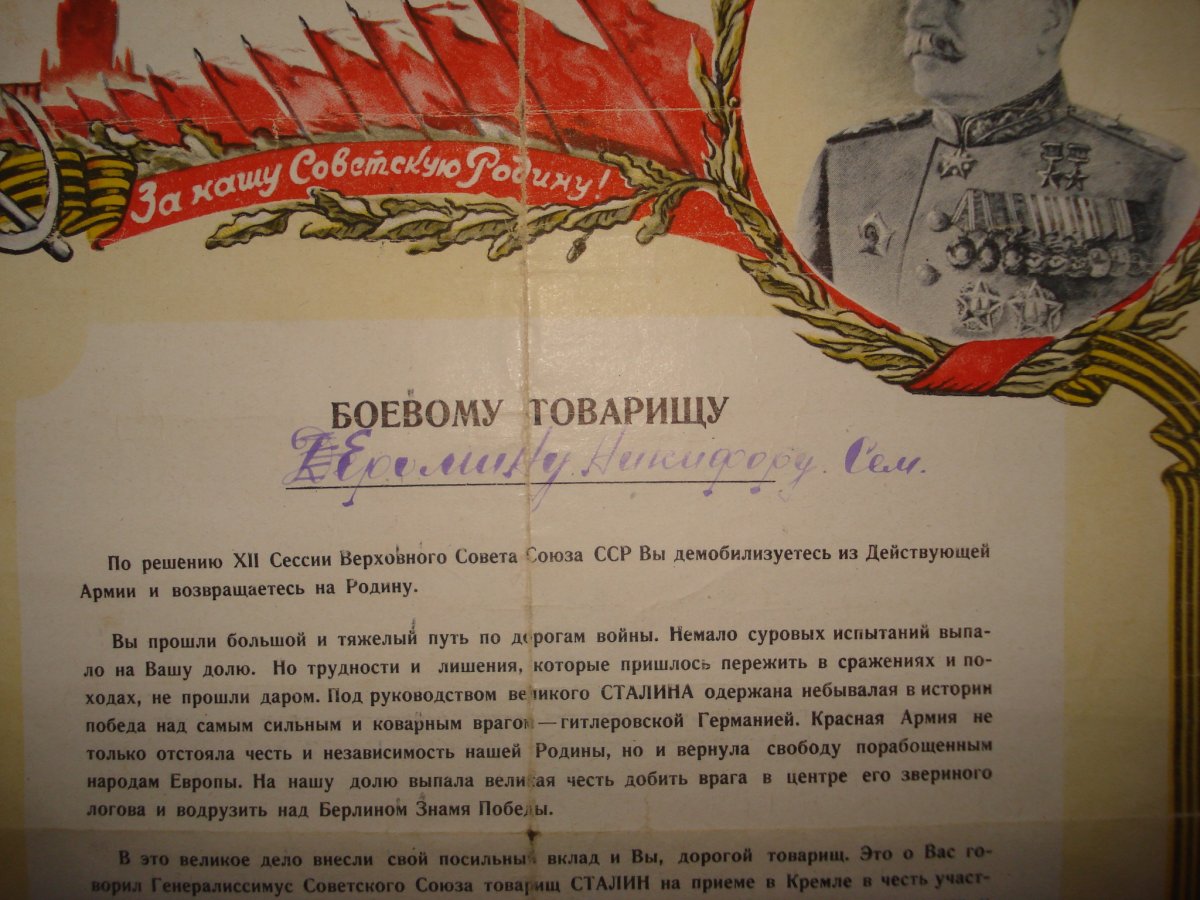 За нашу Советскую Родину!
БОЕВОМУ ТОВАРИЩУ
Еромину Никифору Сем.
По решению XII Сессии Верховного Совета Союза ССР Вы демобилизуетесь из Действующей
Армии и возвращаетесь на Родину.
Вы прошли большой и тяжелый путь по дорогам войны. Немало суровых испытаний выпа-
ло на Вашу долю. Но трудности и лишения, которые пришлось пережить в сражениях и по-
ходах, не прошли даром. Под руководством великого СТАЛИНА одержана небывалая в истории
победа над самым сильным и коварным врагом — гитлеровской Германией. Красная Армия не
только отстояла честь и независимость нашей Родины, но и вернула свободу порабощенным
народам Европы. На нашу долю выпала великая честь добить врага в центре его звериного
логова и водрузить над Берлином Знамя Победы.
В это великое дело внесли свой посильный вклад и Вы, дорогой товарищ. Это о Вас го-
ворил Генералиссимус Советского Союза товарищ СТАЛИН на приеме в Кремле в честь участ-